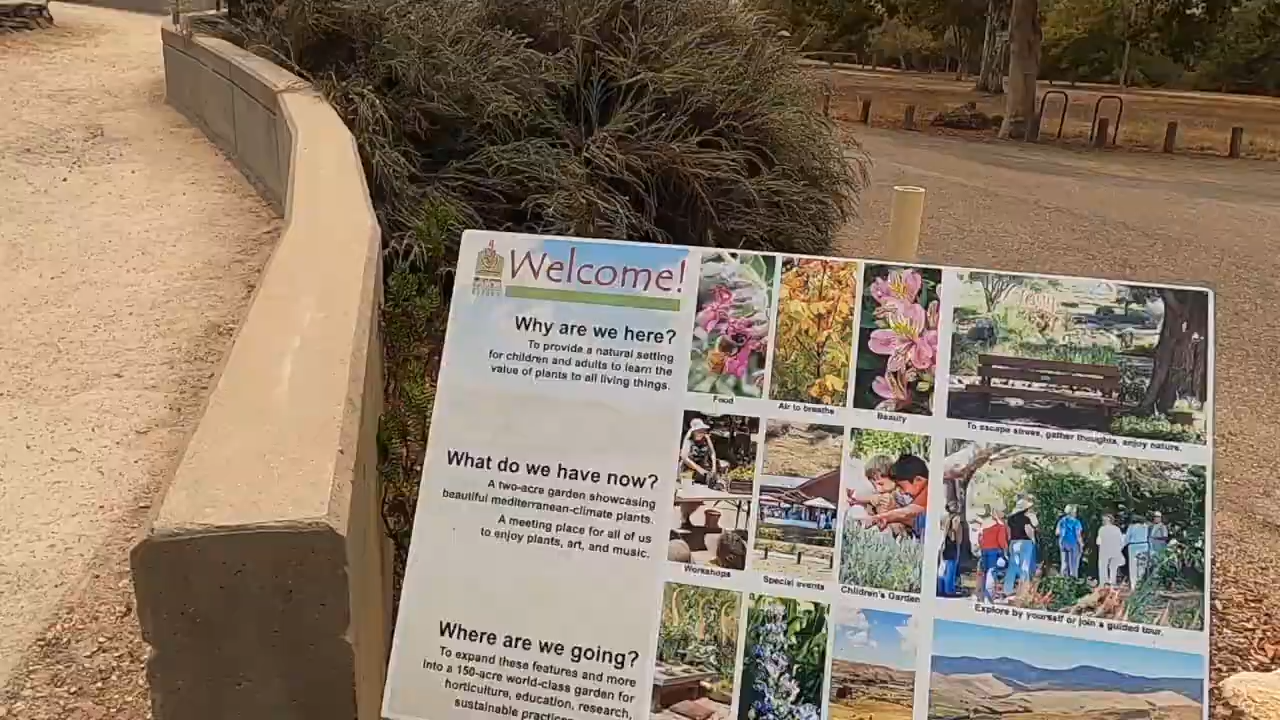 Welcome!
Why are we here?
To provide a natural setting
for children and adults to learn the
value of plants to all living things.
Food
Air to breathe
Beauty
To escape stress, gather thoughts, enjoy nature.
What do we have now?
A two-acre garden showcasing
beautiful mediterranean-climate plants.
A meeting place for all of us
to enjoy plants, art, and music.
Workshops
Special events
Children's Garden
Explore by yourself or join a guided tour.
Where are we going?
To expand these features and more
into a 150-acre world-class garden for
horticulture, education, research,
sustainable practices